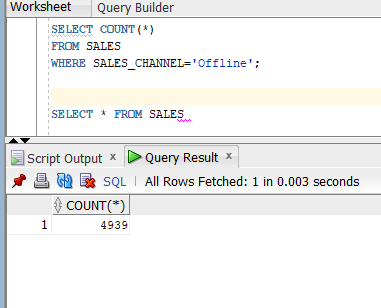 Worksheet Query Builder
SELECT COUNT(*)
FROM SALES
WHERE SALES_CHANNEL='Offline';
SELECT * FROM SALES
Script Output x Query Result x
SQL | All Rows Fetched: 1 in 0.003 seconds
COUNT(*)
1 4939